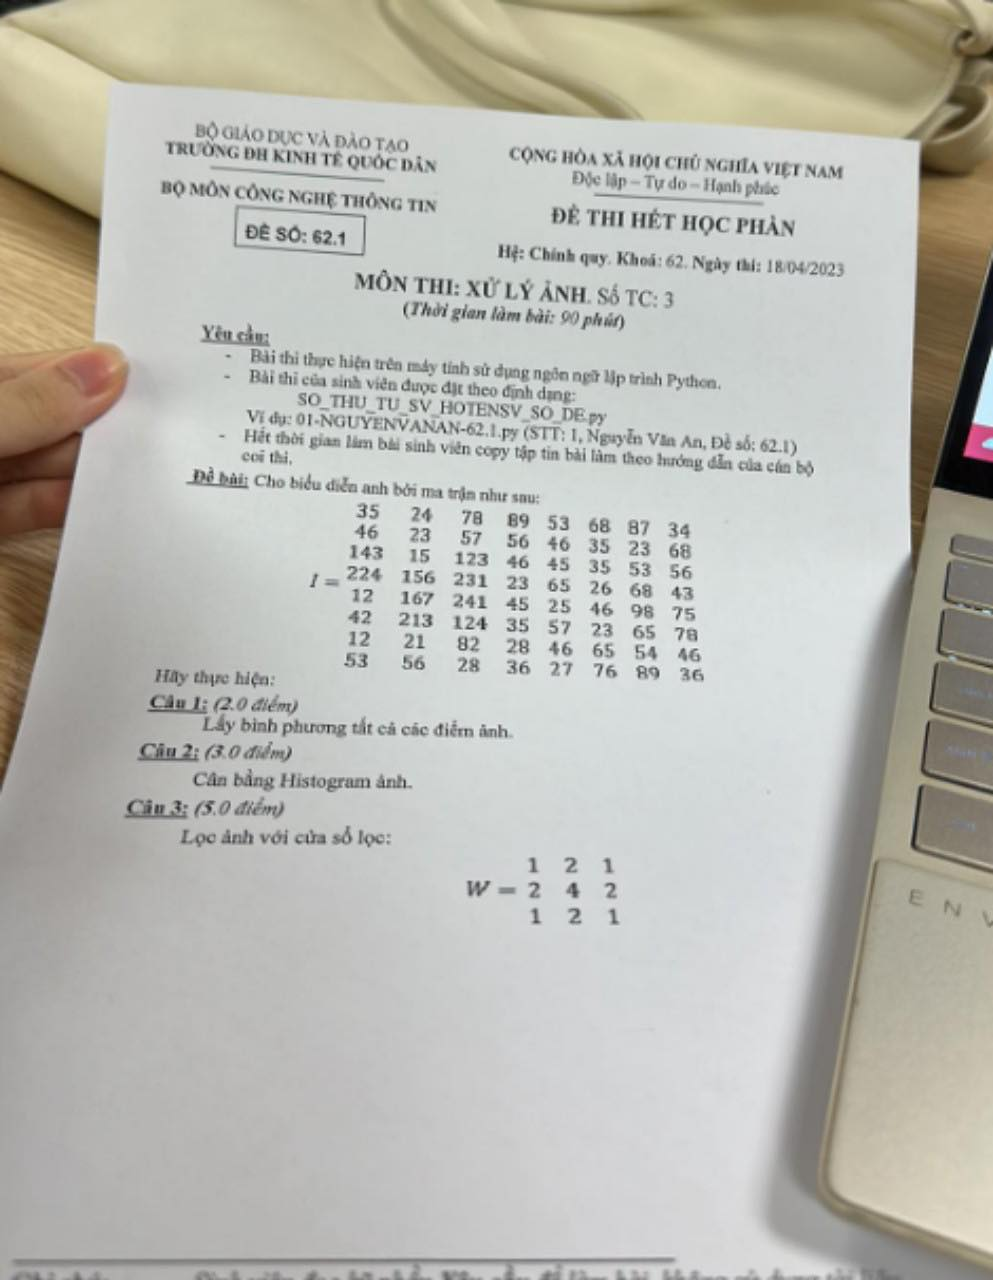 BỘ GIÁO DỤC VÀ ĐÀO TẠO
TRƯỜNG ĐH KINH TẾ QUỐC DÂN
BỘ MÔN CÔNG NGHỆ THÔNG TIN
ĐỀ SỐ: 62.1
CỘNG HÒA XÃ HỘI CHỦ NGHĨA VIỆT NAM
Độc lập – Tự do – Hạnh phúc
ĐỀ THI HẾT HỌC PHẦN
Hệ: Chính quy. Khoá: 62. Ngày thi: 18/04/2023
MÔN THI: XỬ LÝ ẢNH. Số TC: 3
(Thời gian làm bài: 90 phút)
Yêu cầu:
- Bài thi thực hiện trên máy tính sử dụng ngôn ngữ lập trình Python.
- Bài thi của sinh viên được đặt theo định dạng:
SO_THU_TU_SV_HOTENSV_SO_DE.py
Ví dụ: 01-NGUYENVANAN-62.1.py (STT: 1, Nguyễn Văn An, Đề số: 62.1)
- Hết thời gian làm bài sinh viên copy tập tin bài làm theo hướng dẫn của cán bộ
coi thi.
Đề bài: Cho biểu diễn anh bởi ma trận như sau:
35 24 78 89 53 68 87 34
46 23 57 56 46 35 23 68
143 15 123 46 45 35 53 56
I = 224 156 231 23 65 26 68 43
12 167 241 45 25 46 98 75
42 213 124 35 57 23 65 78
12 21 82 28 46 65 54 46
53 56 28 36 27 76 89 36
Hãy thực hiện:
Câu 1: (2.0 điểm)
Lấy bình phương tất cả các điểm ảnh.
Câu 2: (3.0 điểm)
Cân bằng Histogram ảnh.
Câu 3: (5.0 điểm)
Lọc ảnh với cửa sổ lọc:
1 2 1
W = 2 4 2
1 2 1
E N V